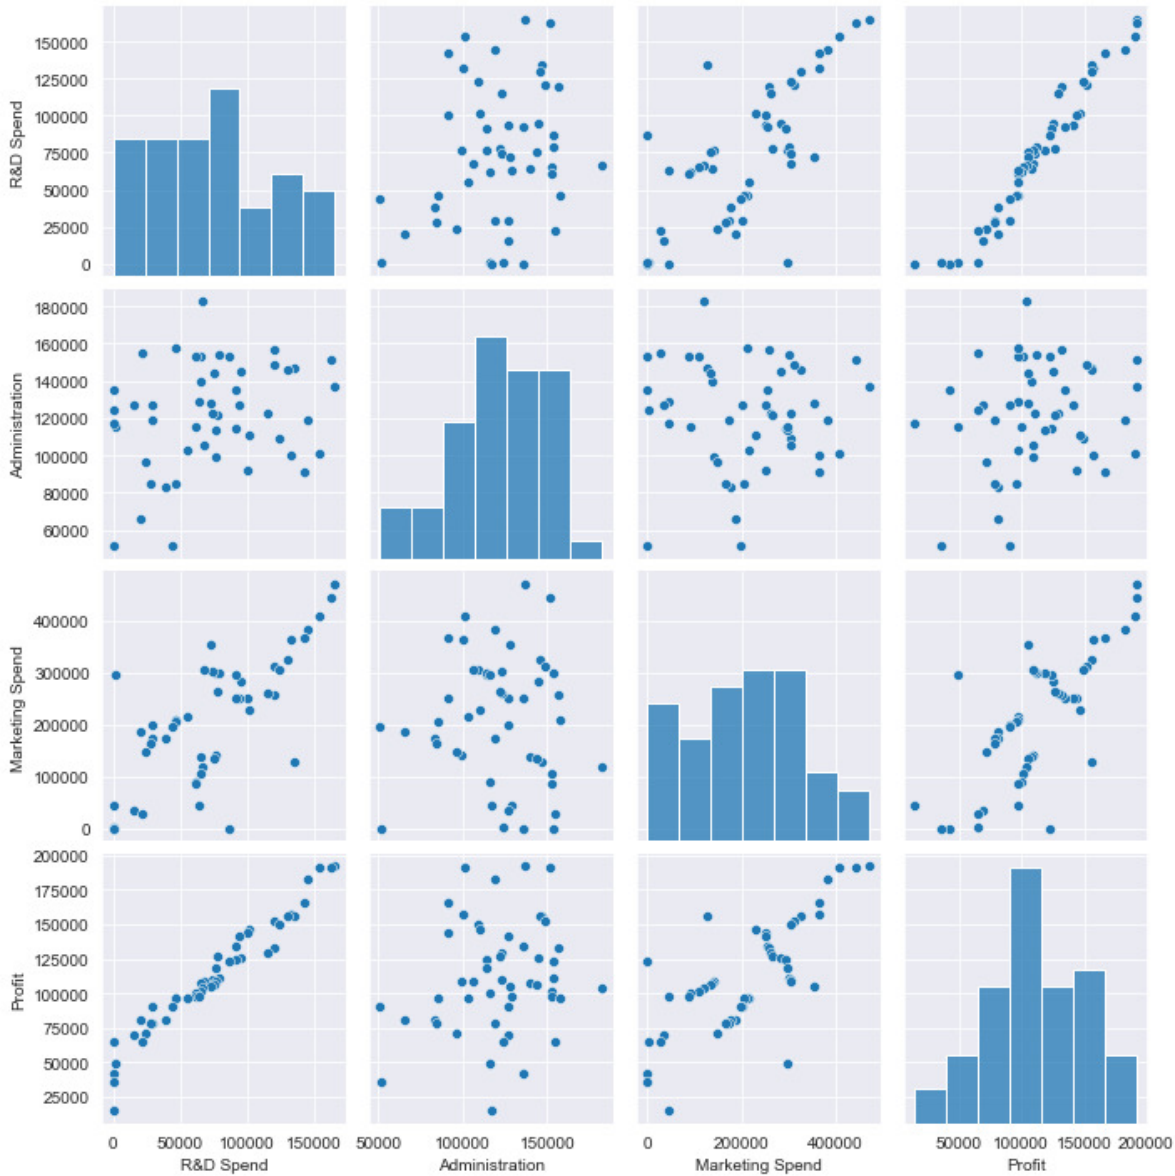 150000
125000
100000
75000
50000
25000
0
R&D Spend
180000
160000
140000
120000
100000
80000
60000
Administration
400000
300000
200000
100000
0
Marketing Spend
200000
175000
150000
125000
100000
75000
50000
25000
Profit
0 50000 100000 150000
R&D Spend
50000 100000 150000
Administration
0 200000 400000
Marketing Spend
50000 100000 150000 200000
Profit